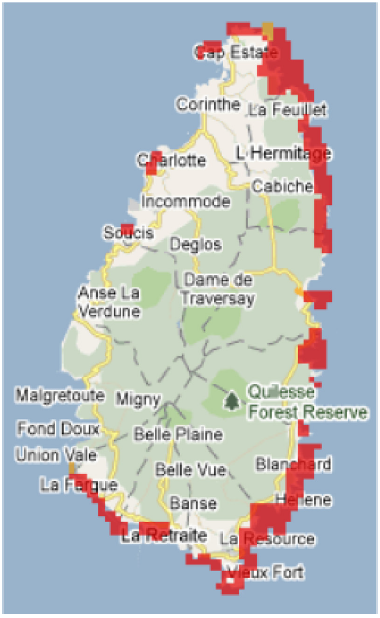 Cap Estate
Corinthe
La Feuillet
L Hermitage
Charlotte
Cabiche
Incommode
Soucis
Deglos
Dame de
Traversay
Anse La
Verdune
Quilesse
Forest Reserve
Malgretoute
Migny
Fond Doux
Belle Plaine
Union Vale
Belle Vue
Blanchard
La Fargue
Banse
Helene
La Retraite
La Resource
Vieux Fort